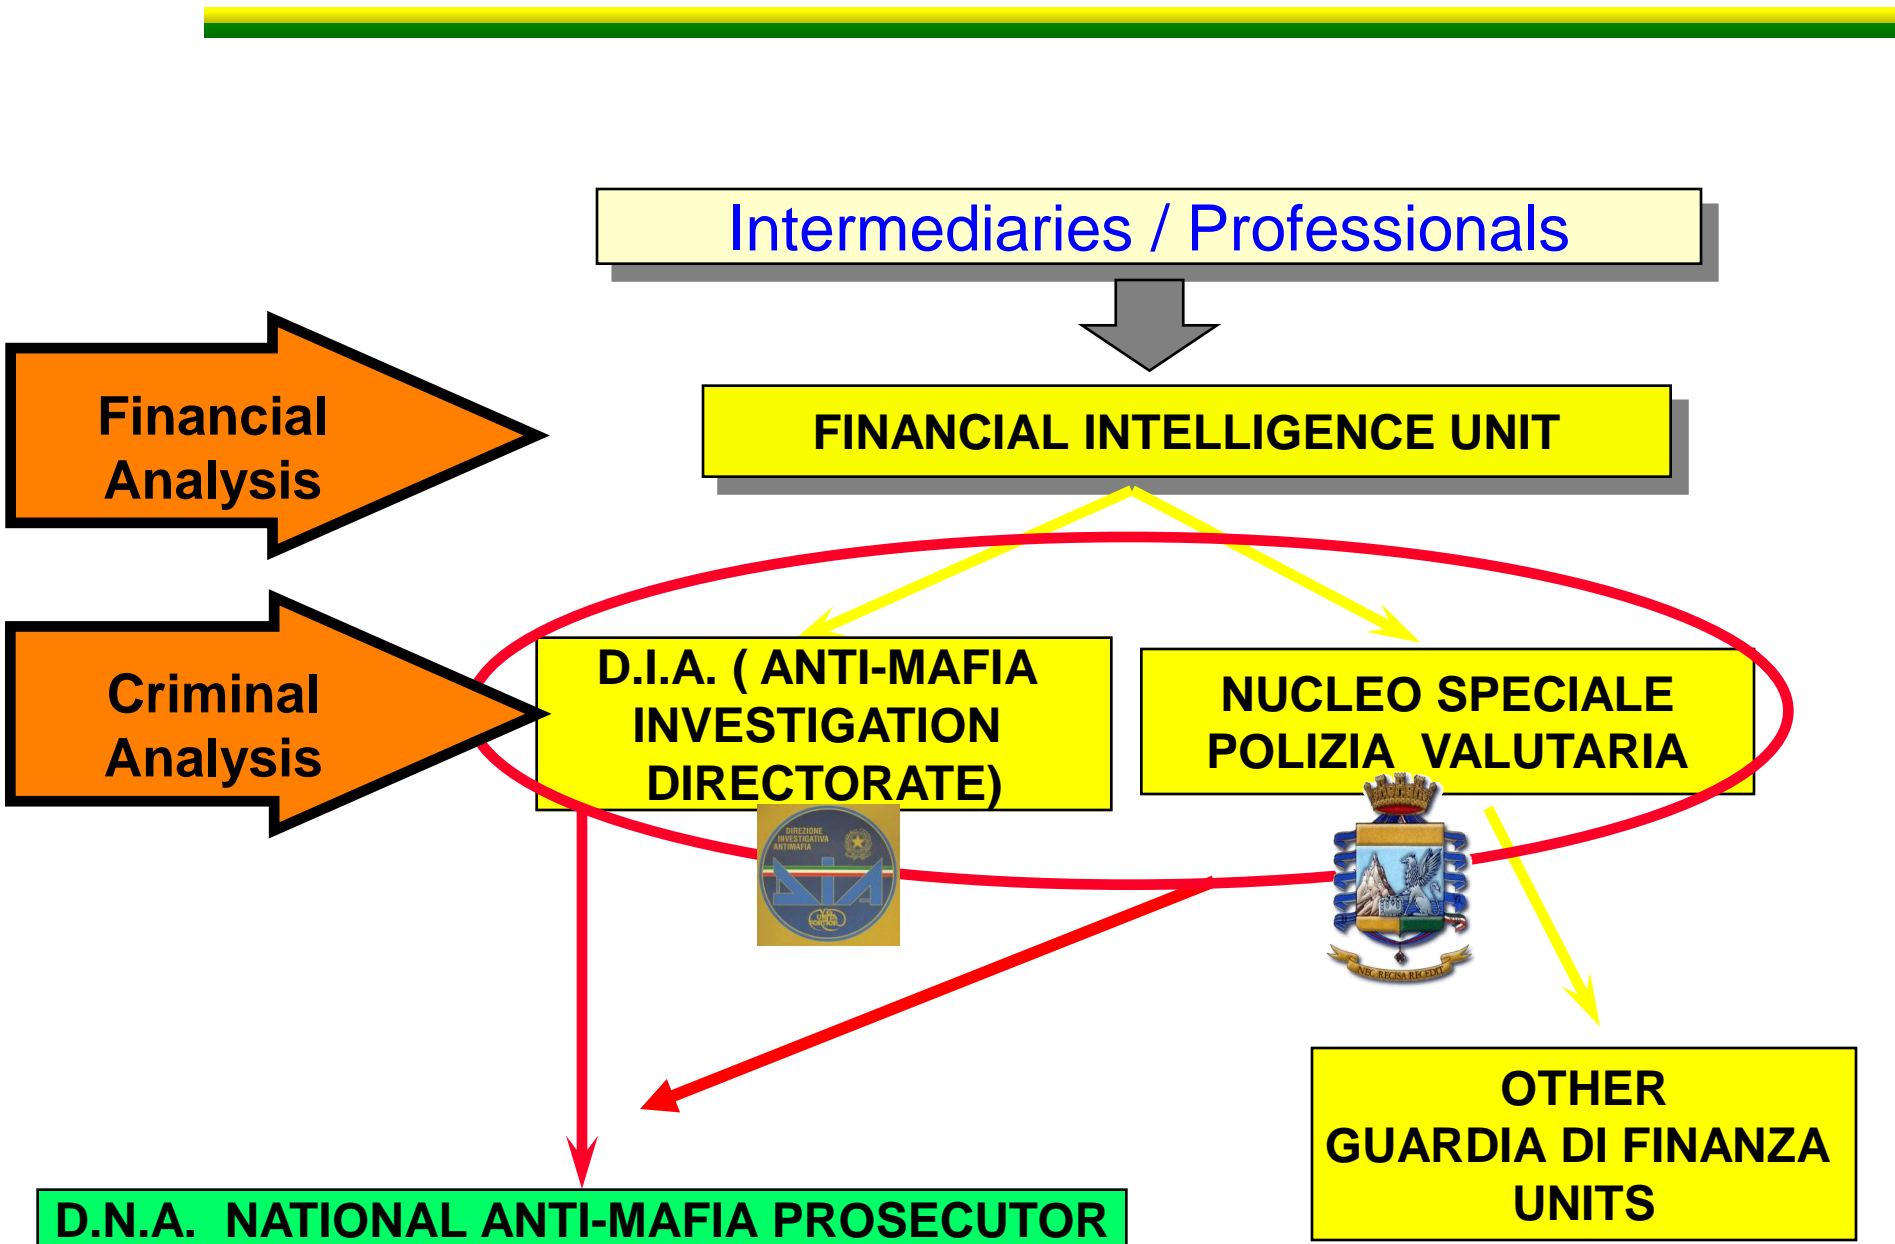 Intermediaries / Professionals
Financial
Analysis
FINANCIAL INTELLIGENCE UNIT
Criminal
Analysis
D.I.A. ( ANTI-MAFIA
INVESTIGATION
DIRECTORATE)
NUCLEO SPECIALE
POLIZIA VALUTARIA
DIREZIONE
INVESTIGATIVA
ANTIMAFIA
DIA
NEC RECISA RECEDIT
OTHER
GUARDIA DI FINANZA
UNITS
D.N.A. NATIONAL ANTI-MAFIA PROSECUTOR